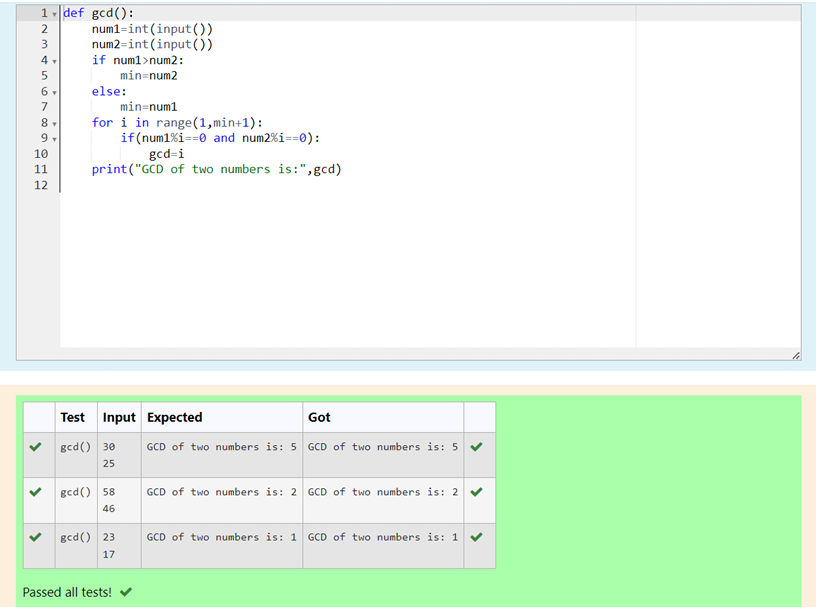 1 def gcd():
2     num1=int(input())
3     num2=int(input())
4     if num1>num2:
5         min=num2
6     else:
7         min=num1
8     for i in range(1,min+1):
9         if(num1%i==0 and num2%i==0):
10             gcd=i
11     print("GCD of two numbers is:",gcd)
12
Test Input Expected Got
gcd() 30 GCD of two numbers is: 5 GCD of two numbers is: 5
25
gcd() 58 GCD of two numbers is: 2 GCD of two numbers is: 2
46
gcd() 23 GCD of two numbers is: 1 GCD of two numbers is: 1
17
Passed all tests!